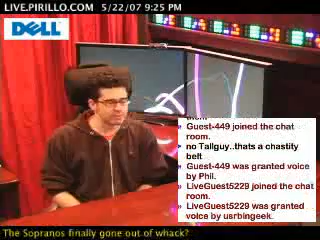 LIVE.PIRILLO.COM 5/22/07 9:25 PM
DELL
them
» Guest-449 joined the chat
room.
» no Tallguy..thats a chastity
belt
» Guest-449 was granted voice
by Phil.
» LiveGuest5229 joined the chat
room.
» LiveGuest5229 was granted
voice by usrbingeek.
The Sopranos finally gone out of whack?